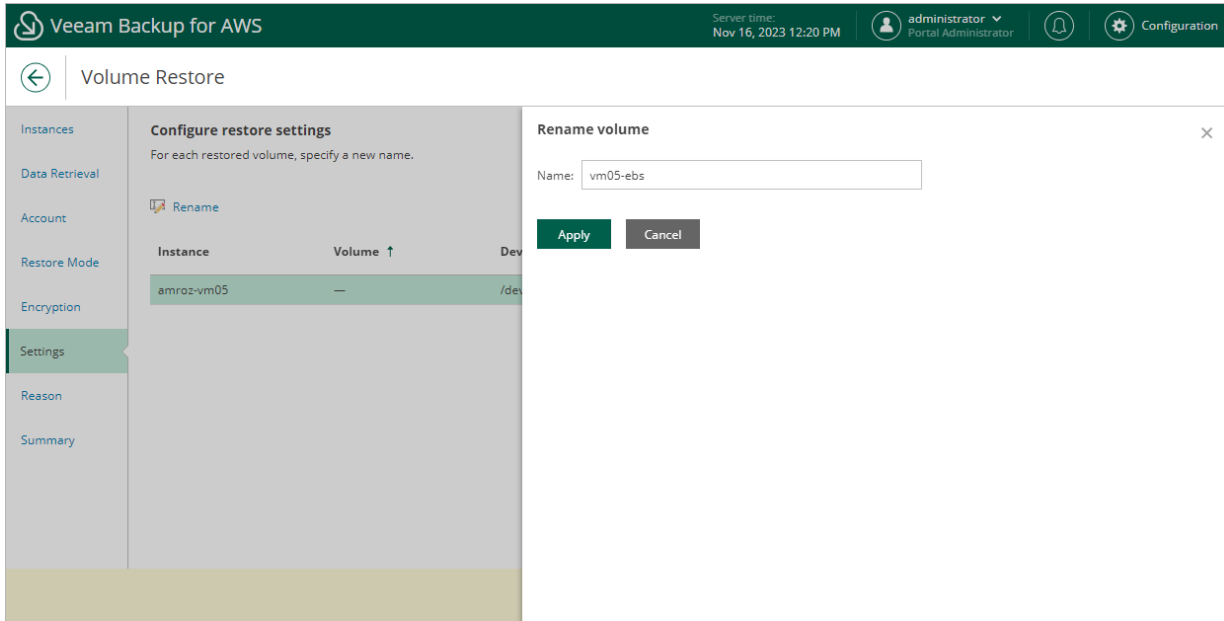 Veeam Backup for AWS
Server time:
Nov 16, 2023 12:20 PM
administrator
Portal Administrator
Configuration
Volume Restore
Instances
Data Retrieval
Account
Restore Mode
Encryption
Settings
Reason
Summary
Configure restore settings
For each restored volume, specify a new name.
Rename
Instance Volume ↑ Dev
amroz-vm05 — /dev
Rename volume
Name: vm05-ebs
Apply Cancel